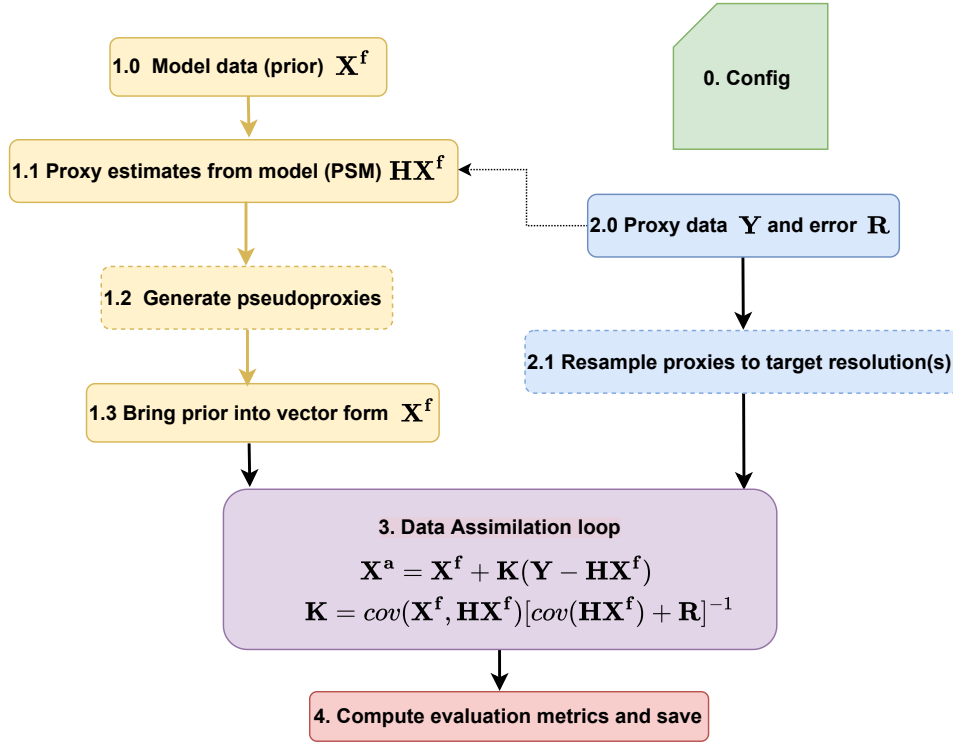 1.0 Model data (prior) X^f
0. Config
1.1 Proxy estimates from model (PSM) HX^f
2.0 Proxy data Y and error R
1.2 Generate pseudoproxies
2.1 Resample proxies to target resolution(s)
1.3 Bring prior into vector form X^f
3. Data Assimilation loop
X^a = X^f + K(Y − HX^f)
K = cov(X^f, HX^f)[cov(HX^f) + R]^−1
4. Compute evaluation metrics and save